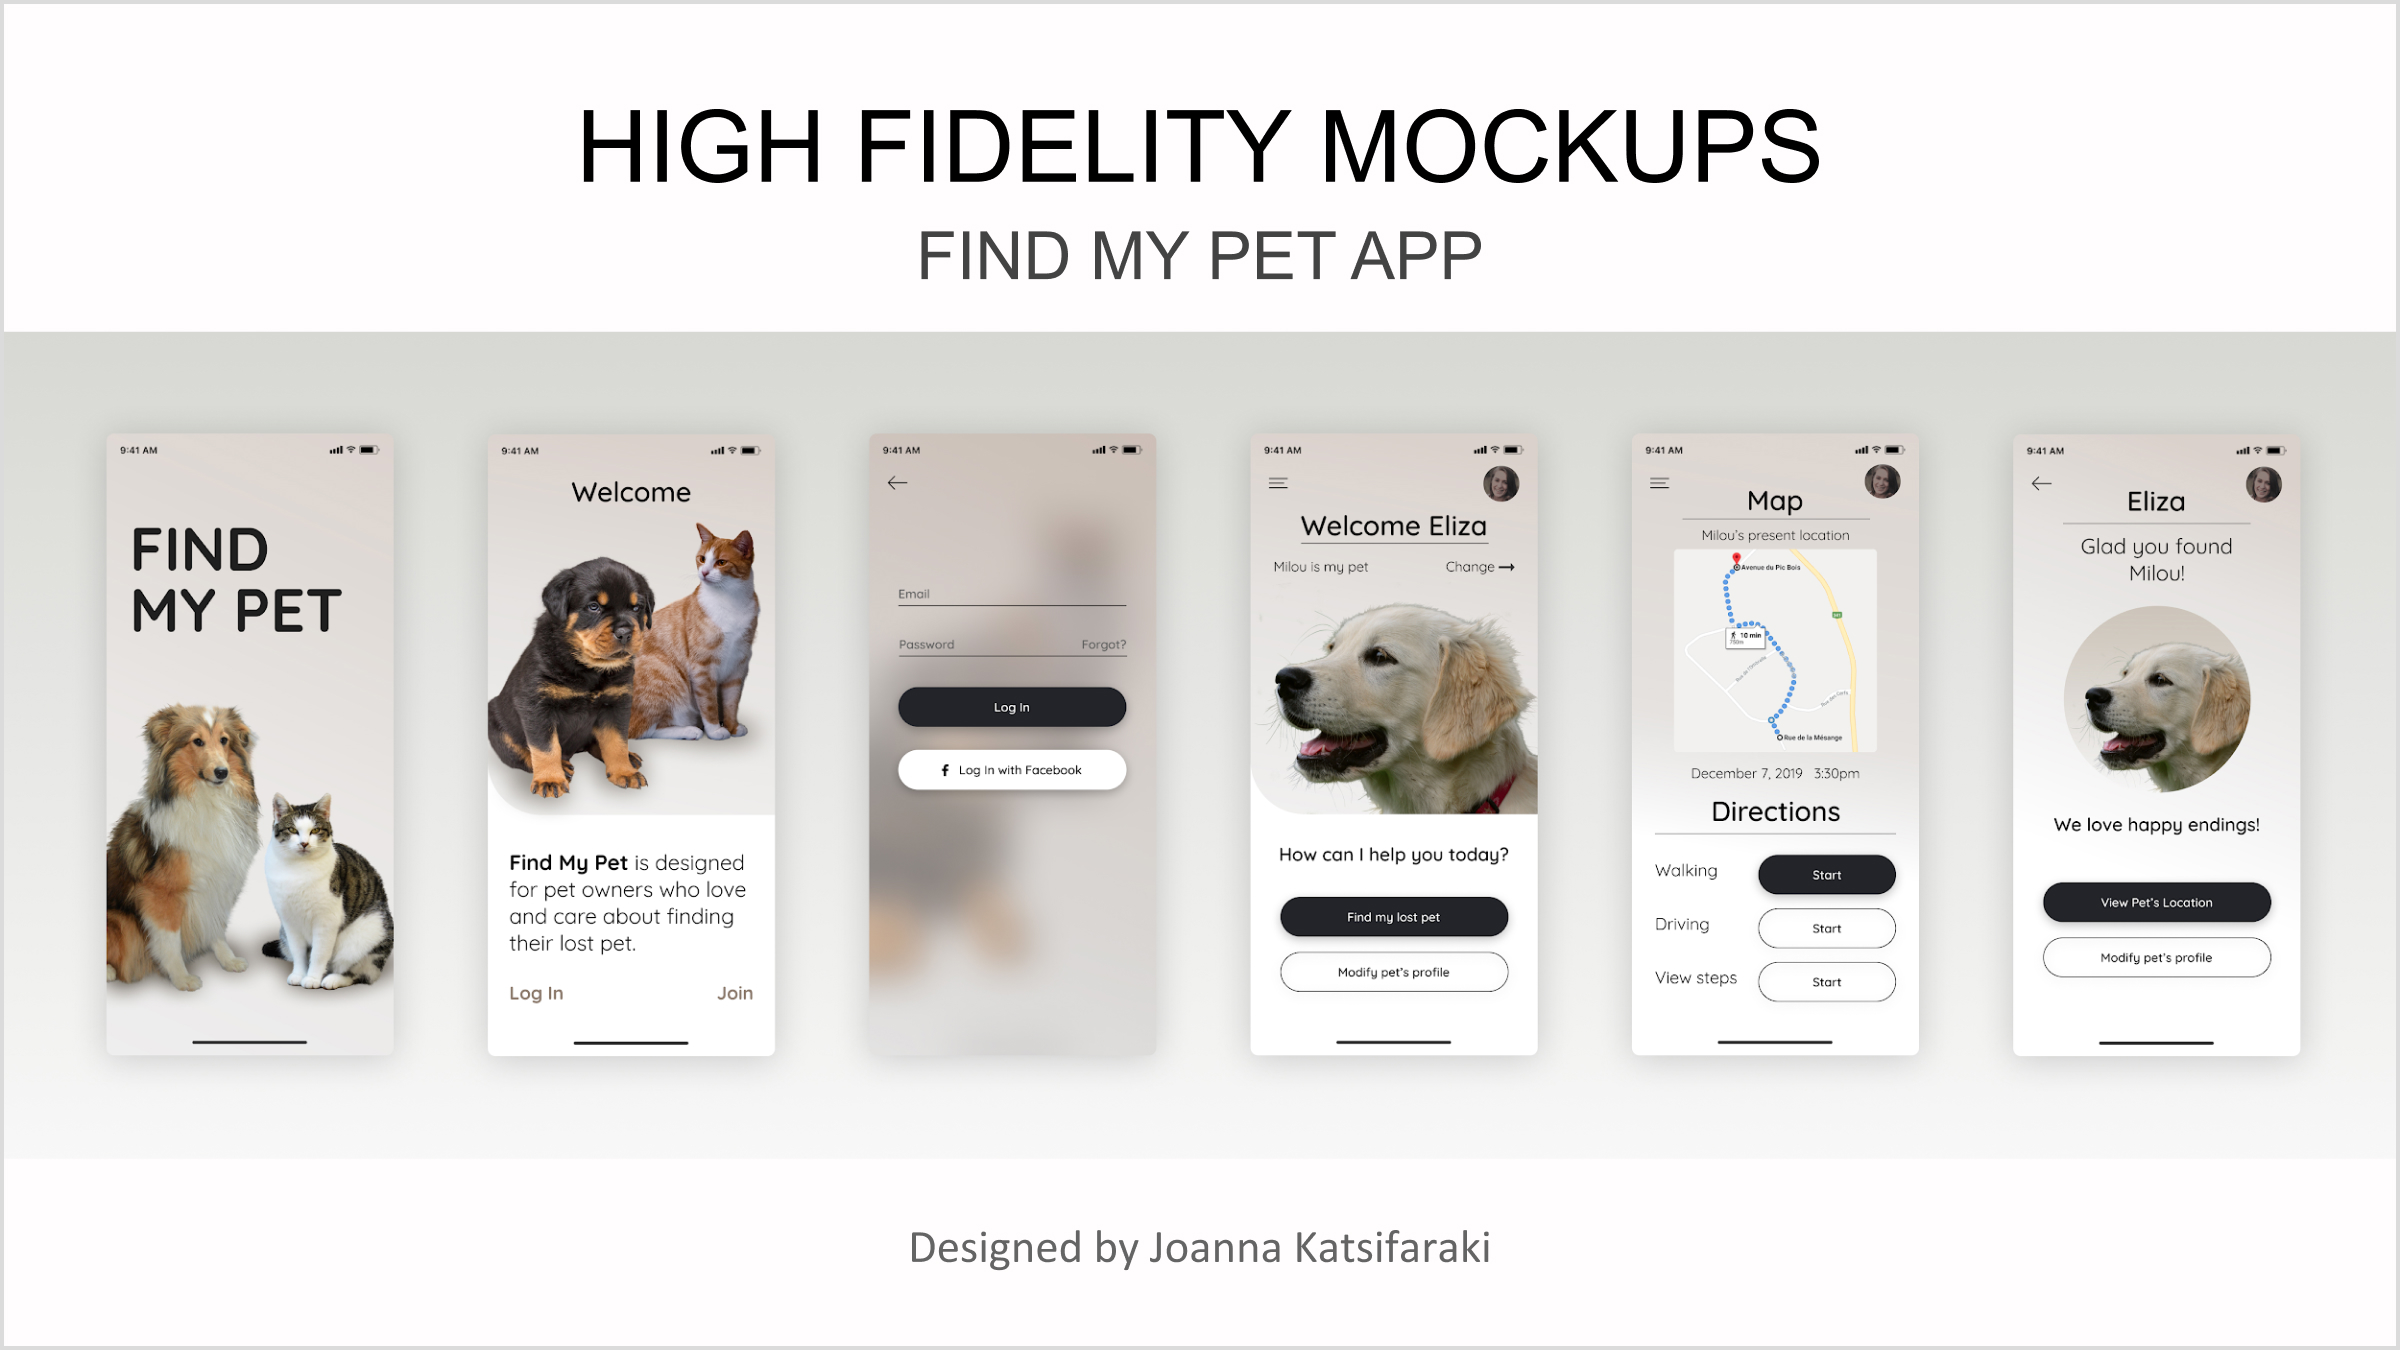 HIGH FIDELITY MOCKUPS
FIND MY PET APP
9:41 AM
FIND
MY PET
9:41 AM
Welcome
Find My Pet is designed
for pet owners who love
and care about finding
their lost pet.
Log In
Join
9:41 AM
Email
Password
Forgot?
Log In
Log In with Facebook
9:41 AM
Welcome Eliza
Milou is my pet
Change
How can I help you today?
Find my lost pet
Modify pet's profile
9:41 AM
Map
Milou's present location
Avenue du Pic Bois
10 min
Rue de la Mésange
December 7, 2019 3:30pm
Directions
Walking
Start
Driving
Start
View steps
Start
9:41 AM
Eliza
Glad you found
Milou!
We love happy endings!
View Pet's Location
Modify pet's profile
Designed by Joanna Katsifaraki